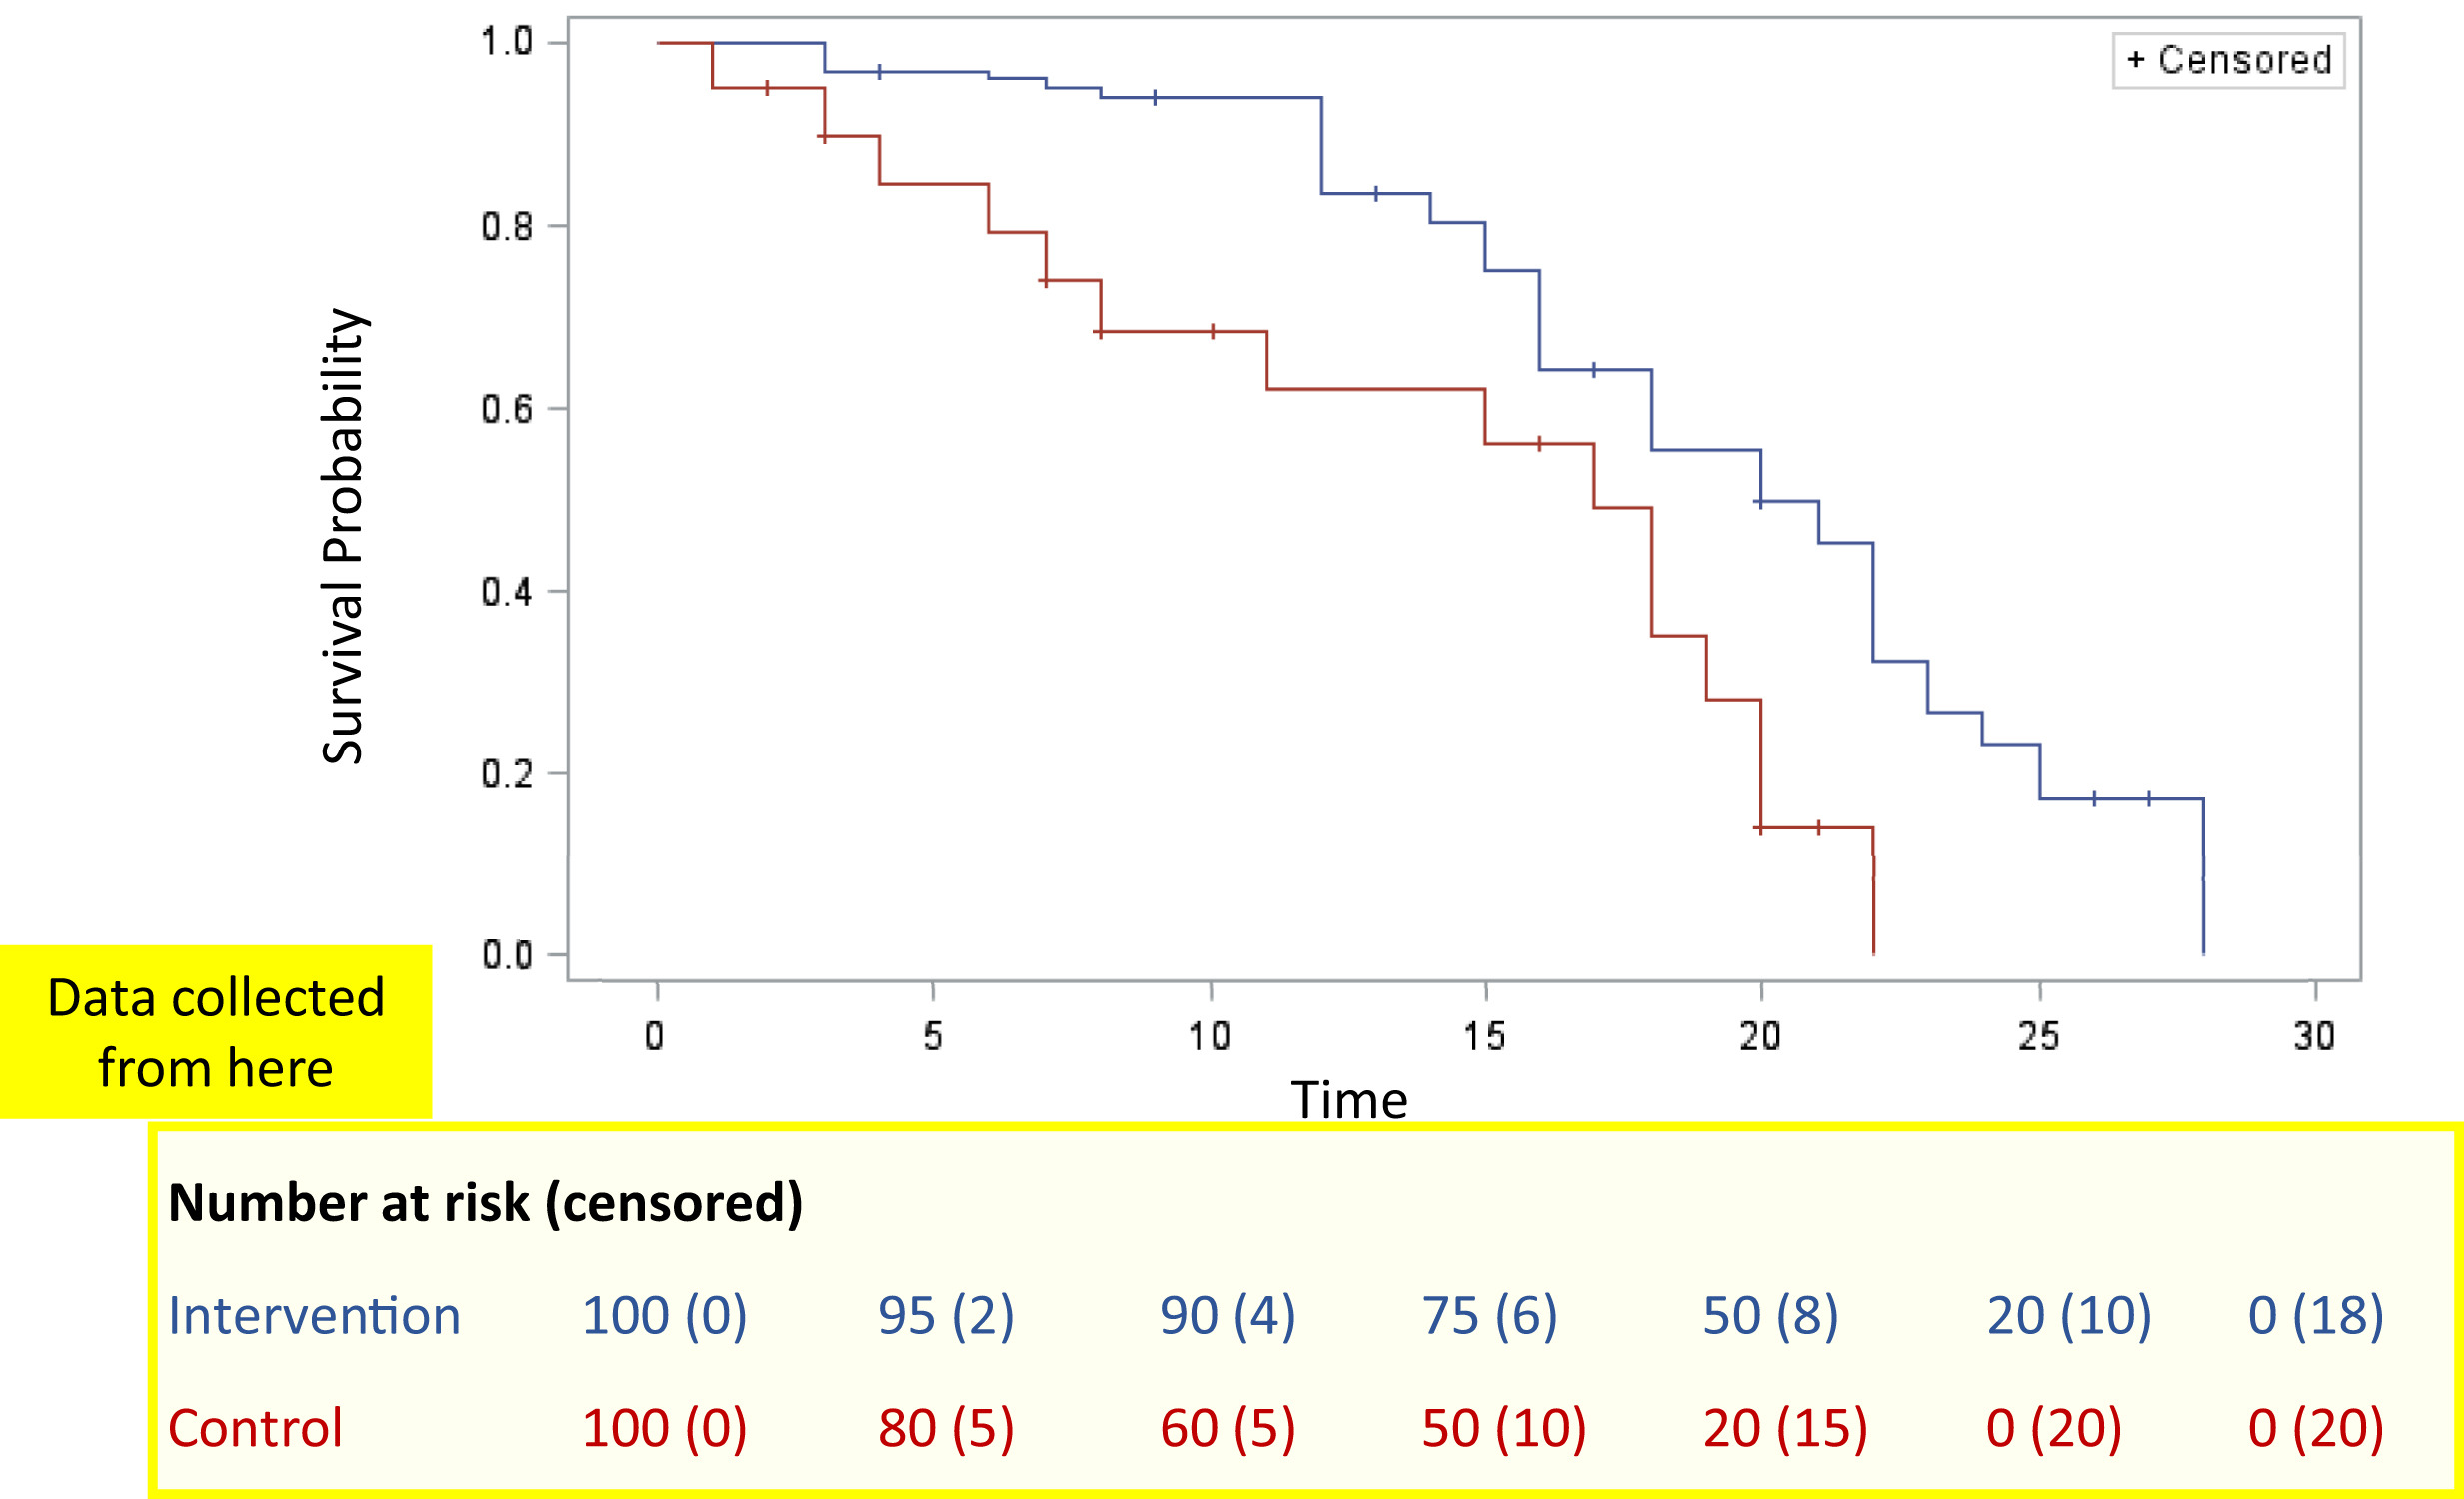 + Censored
1.0
0.8
0.6
0.4
0.2
0.0
Survival Probability
0 5 10 15 20 25 30
Time
Data collected
from here
Number at risk (censored)
Intervention 100 (0) 95 (2) 90 (4) 75 (6) 50 (8) 20 (10) 0 (18)
Control 100 (0) 80 (5) 60 (5) 50 (10) 20 (15) 0 (20) 0 (20)